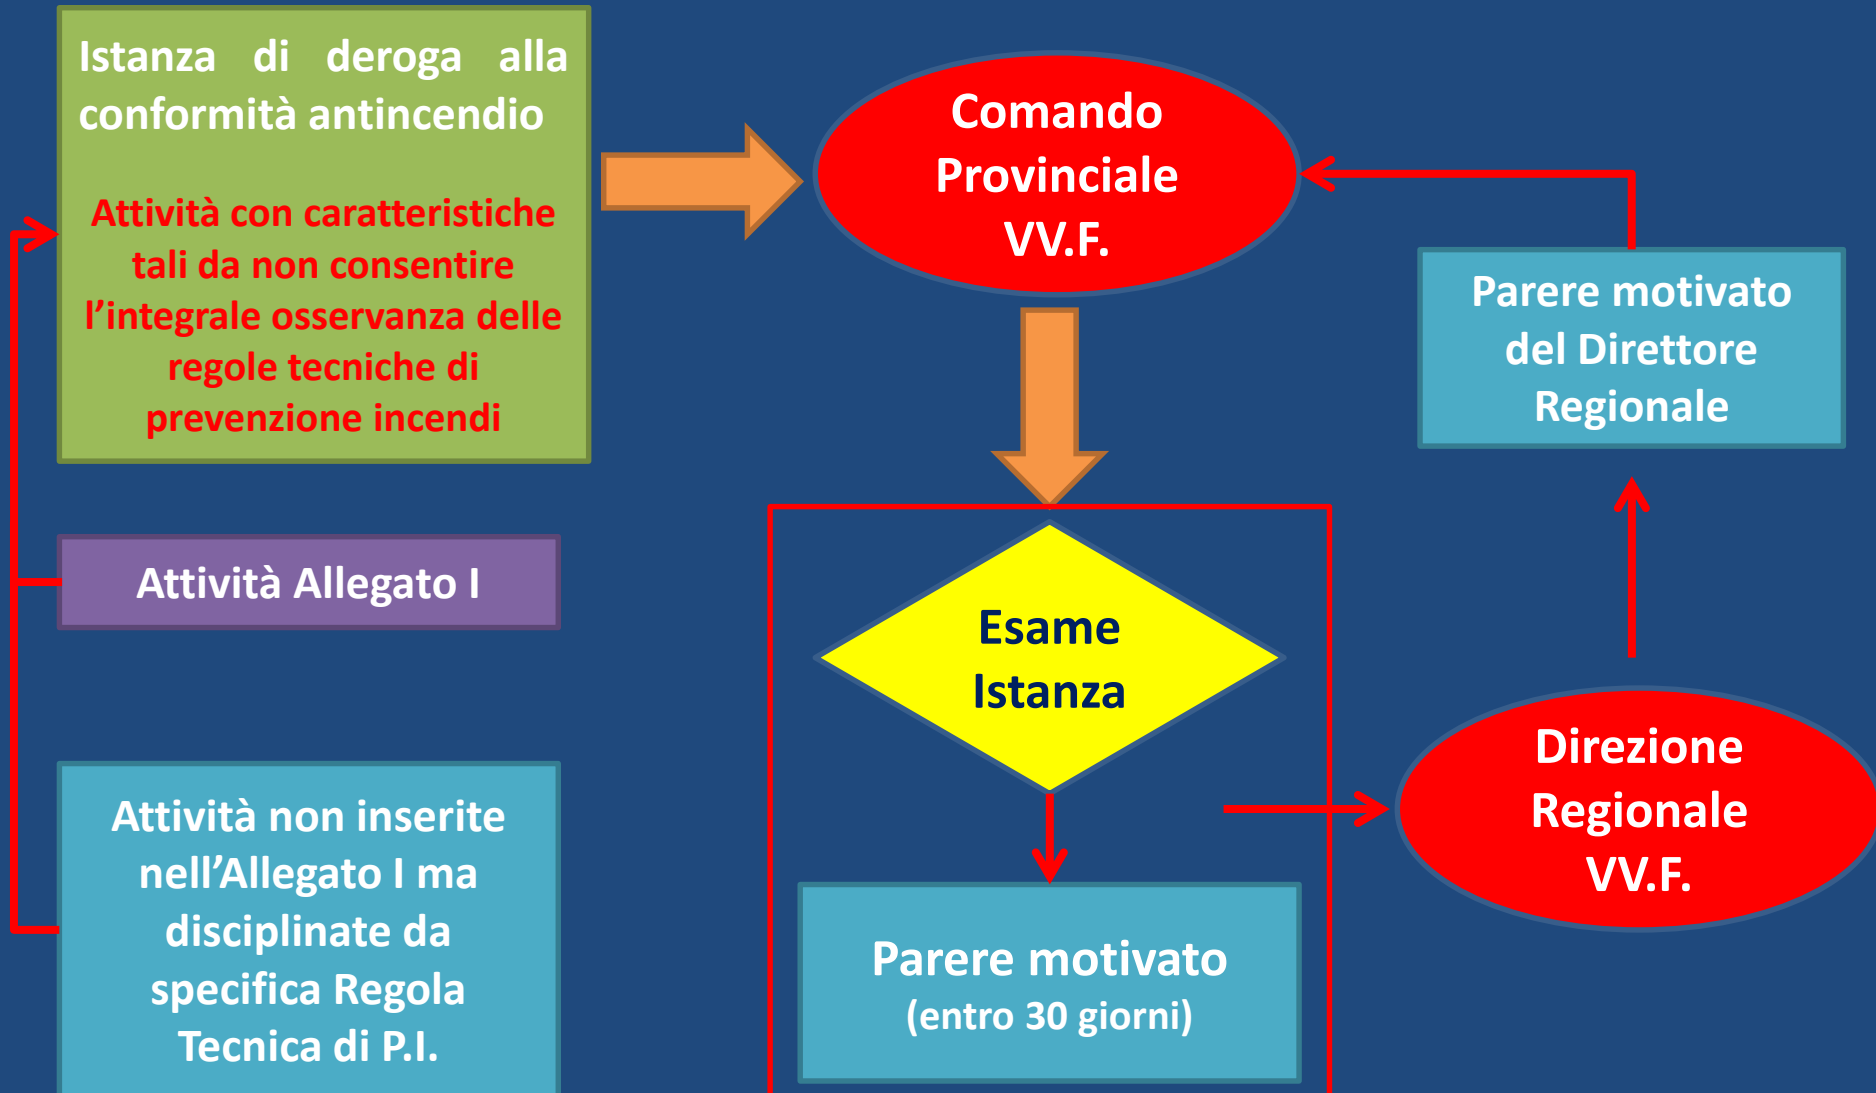 Istanza di deroga alla
conformità antincendio
Attività con caratteristiche
tali da non consentire
l’integrale osservanza delle
regole tecniche di
prevenzione incendi
Attività Allegato I
Attività non inserite
nell’Allegato I ma
disciplinate da
specifica Regola
Tecnica di P.I.
Comando
Provinciale
VV.F.
Esame
Istanza
Parere motivato
(entro 30 giorni)
Parere motivato
del Direttore
Regionale
Direzione
Regionale
VV.F.